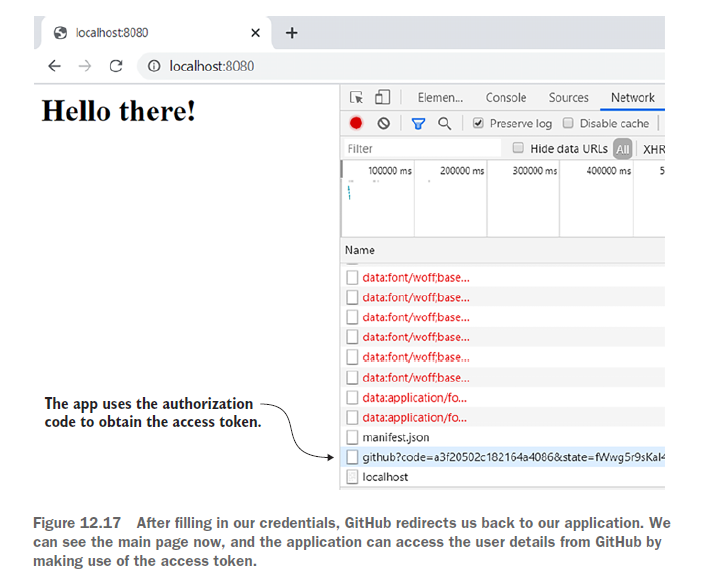 localhost:8080
localhost:8080
Hello there!
Elemen... Console Sources Network
Preserve log Disable cache
Filter Hide data URLs All XHR
100000 ms 200000 ms 300000 ms 400000 ms 5
Name
data:font/woff;base...
data:font/woff;base...
data:font/woff;base...
data:font/woff;base...
data:font/woff;base...
data:font/woff;base...
data:application/fo...
data:application/fo...
manifest.json
github?code=a3f20502c182164a4086&state=fWwg5r9sKal4
localhost
The app uses the authorization
code to obtain the access token.
Figure 12.17 After filling in our credentials, GitHub redirects us back to our application. We
can see the main page now, and the application can access the user details from GitHub by
making use of the access token.